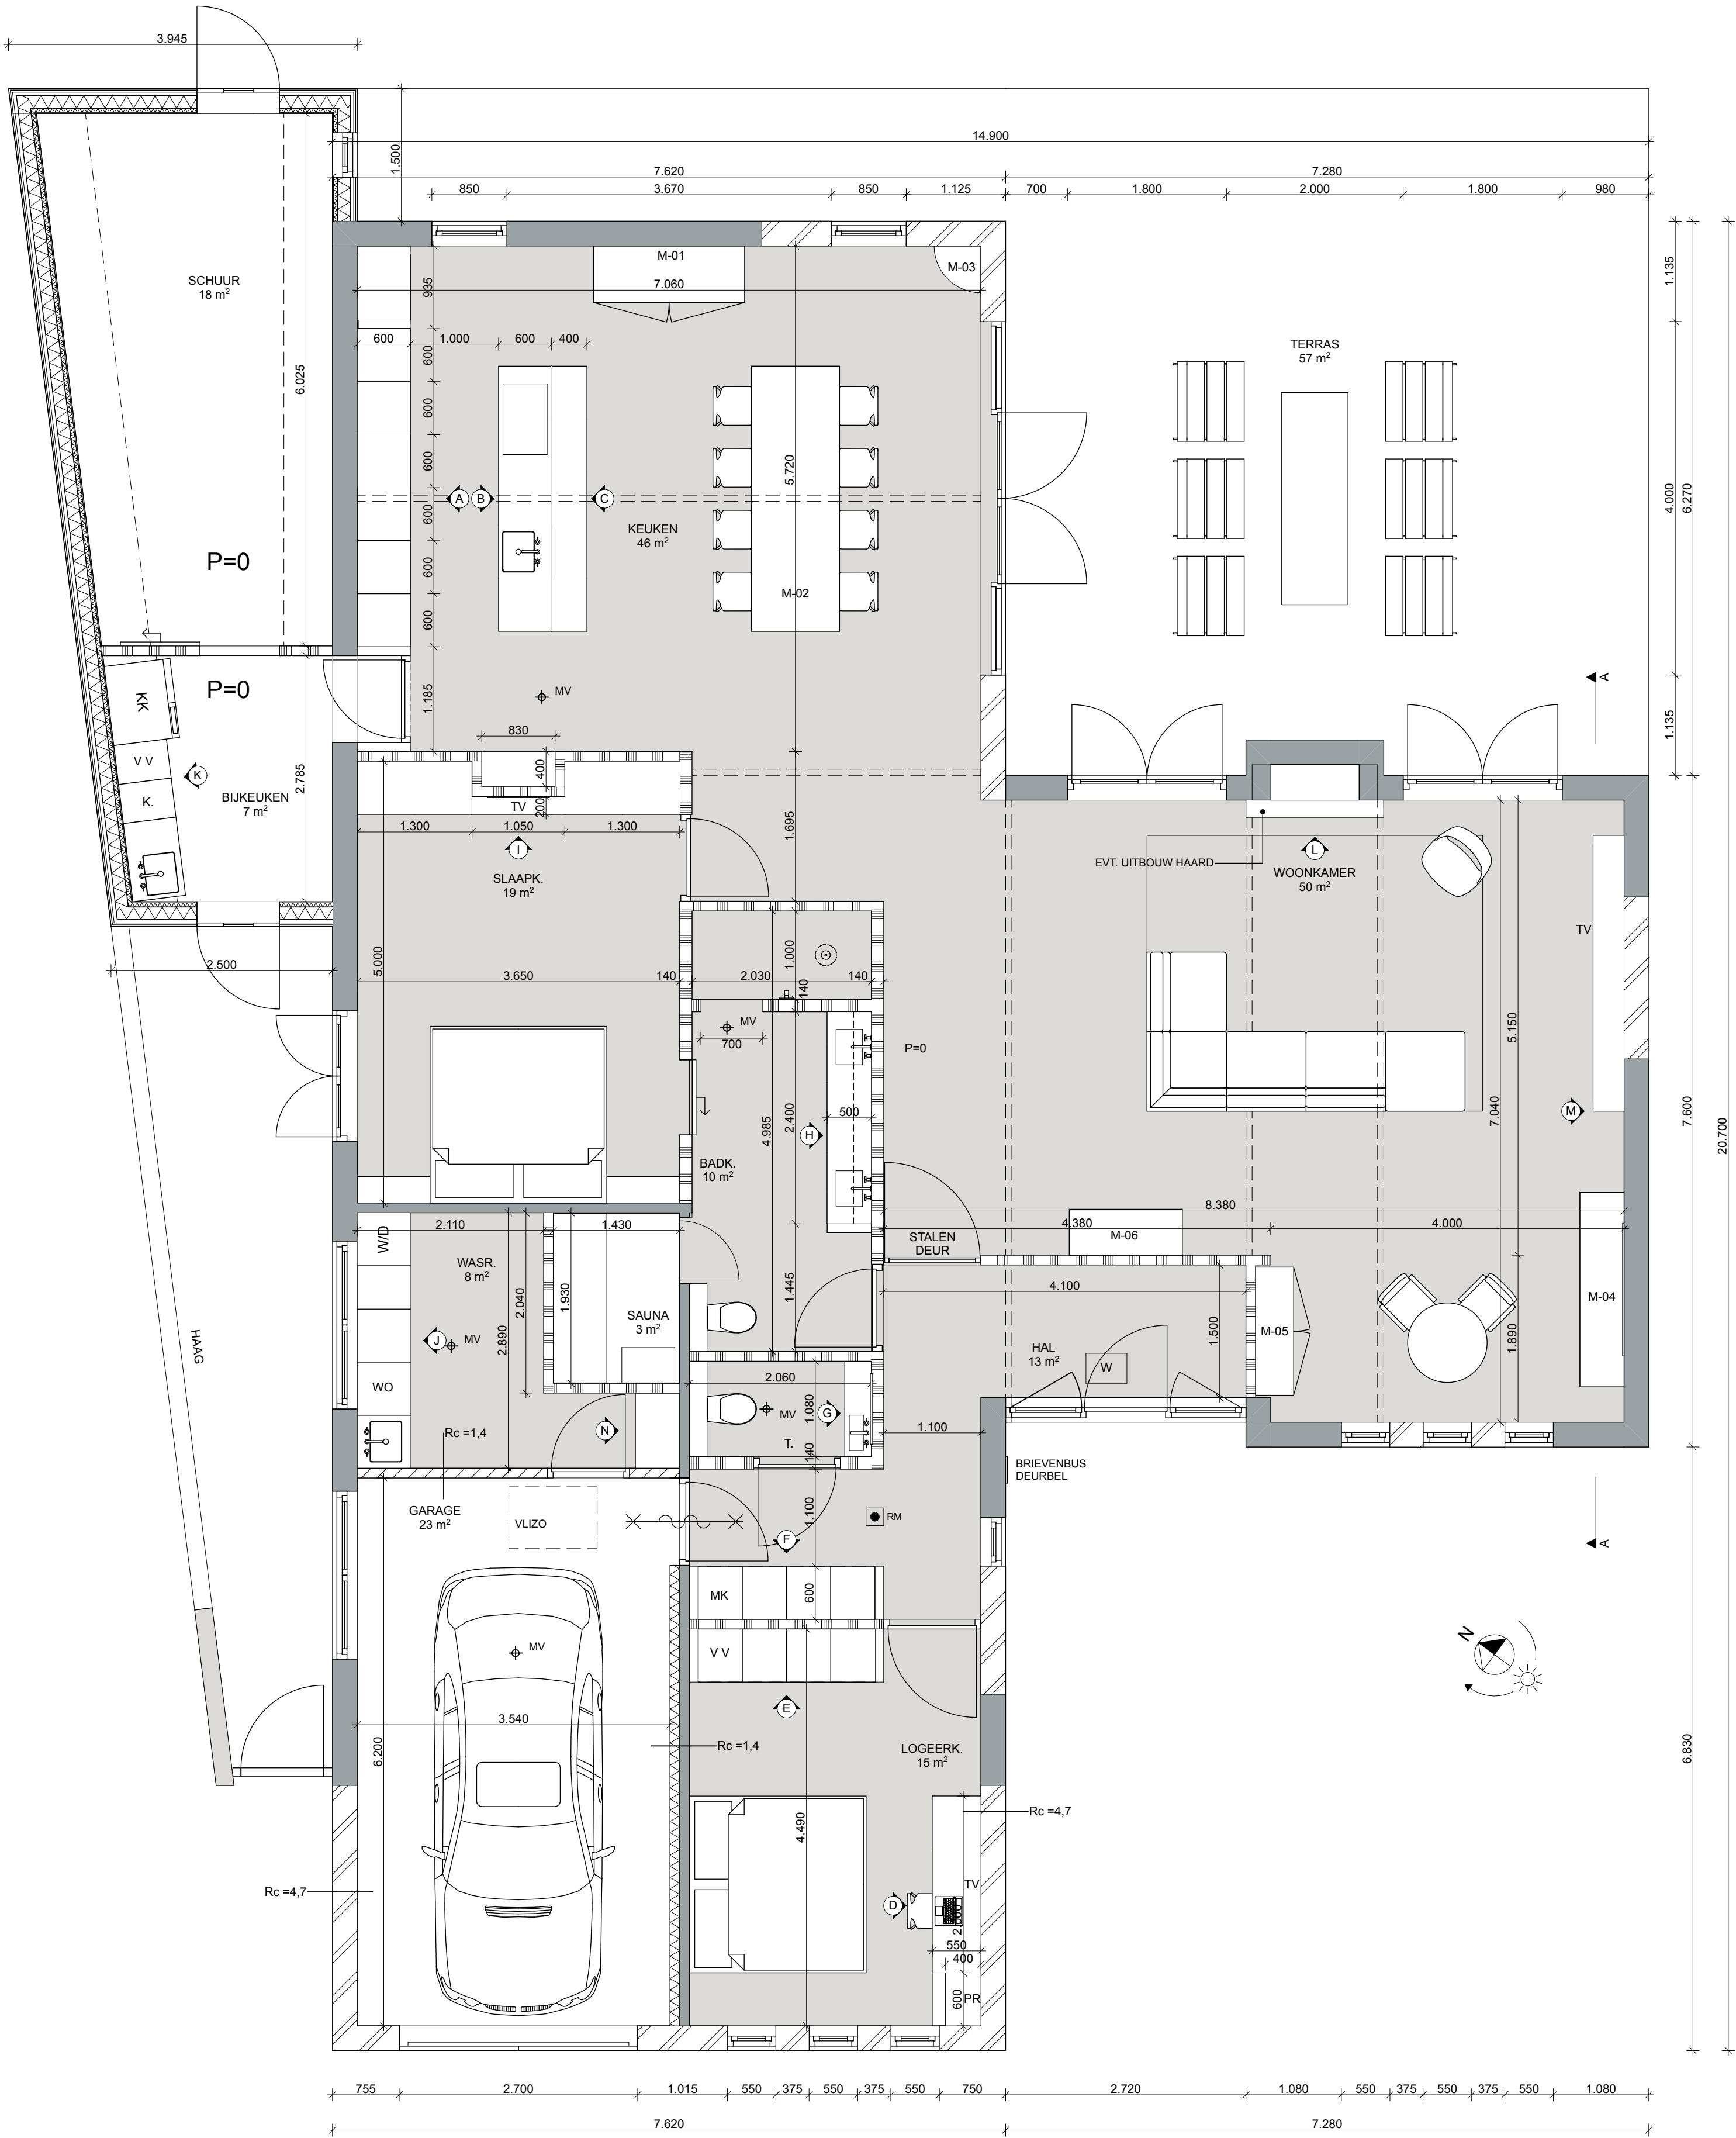 3.945
14.900
1.500
7.620
7.280
850
3.670
850
1.125
700
1.800
2.000
1.800
980
M-01
M-03
7.060
935
1.135
SCHUUR
18 m²
600
1.000
600
400
TERRAS
57 m²
6.025
600
600
600
600
600
600
5.720
A
B
C
KEUKEN
46 m²
4.000
6.270
P=0
M-02
P=0
KK
1.185
MV
A
1.135
830
400
V V
K
2.785
K.
BIJKEUKEN
7 m²
TV
200
1.300
1.050
1.300
1.695
I
SLAAPK.
19 m²
EVT. UITBOUW HAARD
L
WOONKAMER
50 m²
TV
2.500
5.000
3.650
140
2.030
140
1.000
140
MV
700
P=0
5.150
7.040
M
7.600
20.700
500
4.985
2.400
H
BADK.
10 m²
8.380
2.110
1.430
4.380
4.000
W/D
STALEN
DEUR
M-06
WASR.
8 m²
1.445
4.100
2.040
1.930
SAUNA
3 m²
M-04
HAAG
J
MV
2.890
HAL
13 m²
1.500
M-05
1.890
W
WO
2.060
1.080
MV
G
T.
140
1.100
N
Rc =1,4
BRIEVENBUS
DEURBEL
GARAGE
23 m²
VLIZO
1.100
RM
F
A
MK
600
N
V V
MV
E
3.540
Rc =1,4
LOGEERK.
15 m²
6.200
6.830
4.490
Rc =4,7
Rc =4,7
TV
D
550
400
600
PR
755
2.700
1.015
550
375
550
375
550
750
2.720
1.080
550
375
550
375
550
1.080
7.620
7.280